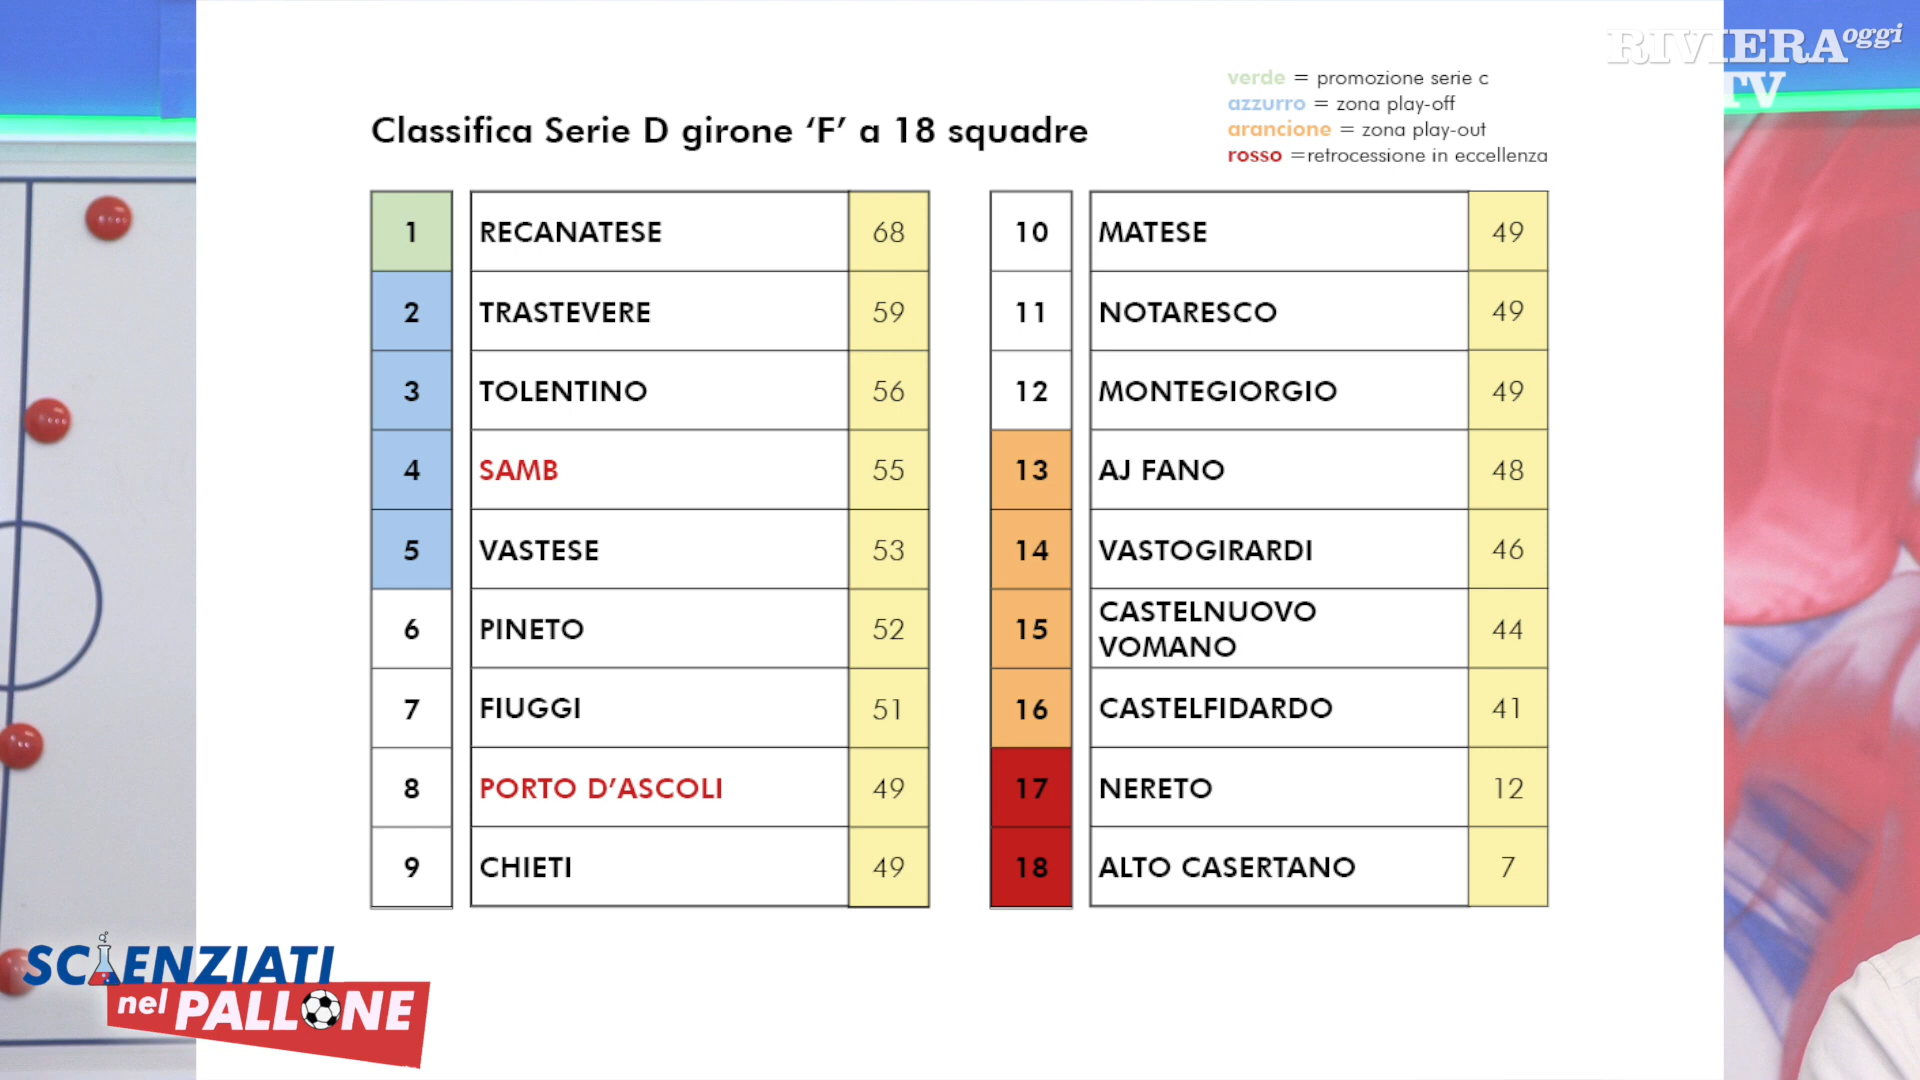 RIVIERA oggi
TV
verde = promozione serie c
azzurro = zona play-off
arancione = zona play-out
rosso =retrocessione in eccellenza
Classifica Serie D girone ‘F’ a 18 squadre
1 RECANATESE 68
2 TRASTEVERE 59
3 TOLENTINO 56
4 SAMB 55
5 VASTESE 53
6 PINETO 52
7 FIUGGI 51
8 PORTO D’ASCOLI 49
9 CHIETI 49
10 MATESE 49
11 NOTARESCO 49
12 MONTEGIORGIO 49
13 AJ FANO 48
14 VASTOGIRARDI 46
15 CASTELNUOVO
VOMANO 44
16 CASTELFIDARDO 41
17 NERETO 12
18 ALTO CASERTANO 7
SCIENZIATI
nel PALLONE